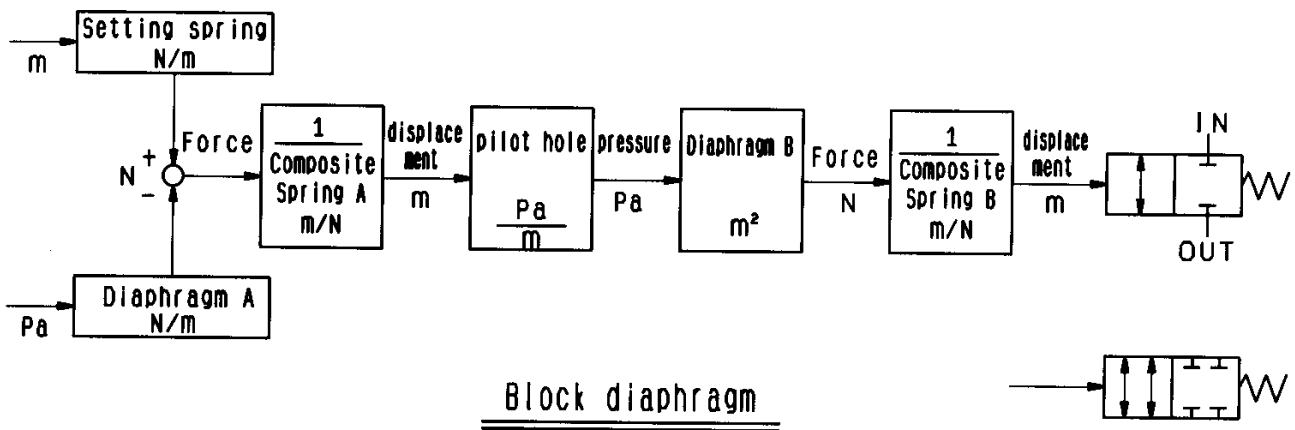 Setting spring
N/m
m
N
+
-
Force
1
Composite
Spring A
m/N
displace
ment
m
pilot hole
Pa
m
pressure
Pa
Diaphragm B
m²
Force
N
1
Composite
Spring B
m/N
displace
ment
m
IN
OUT
Diaphragm A
N/m
Pa
Block diaphragm